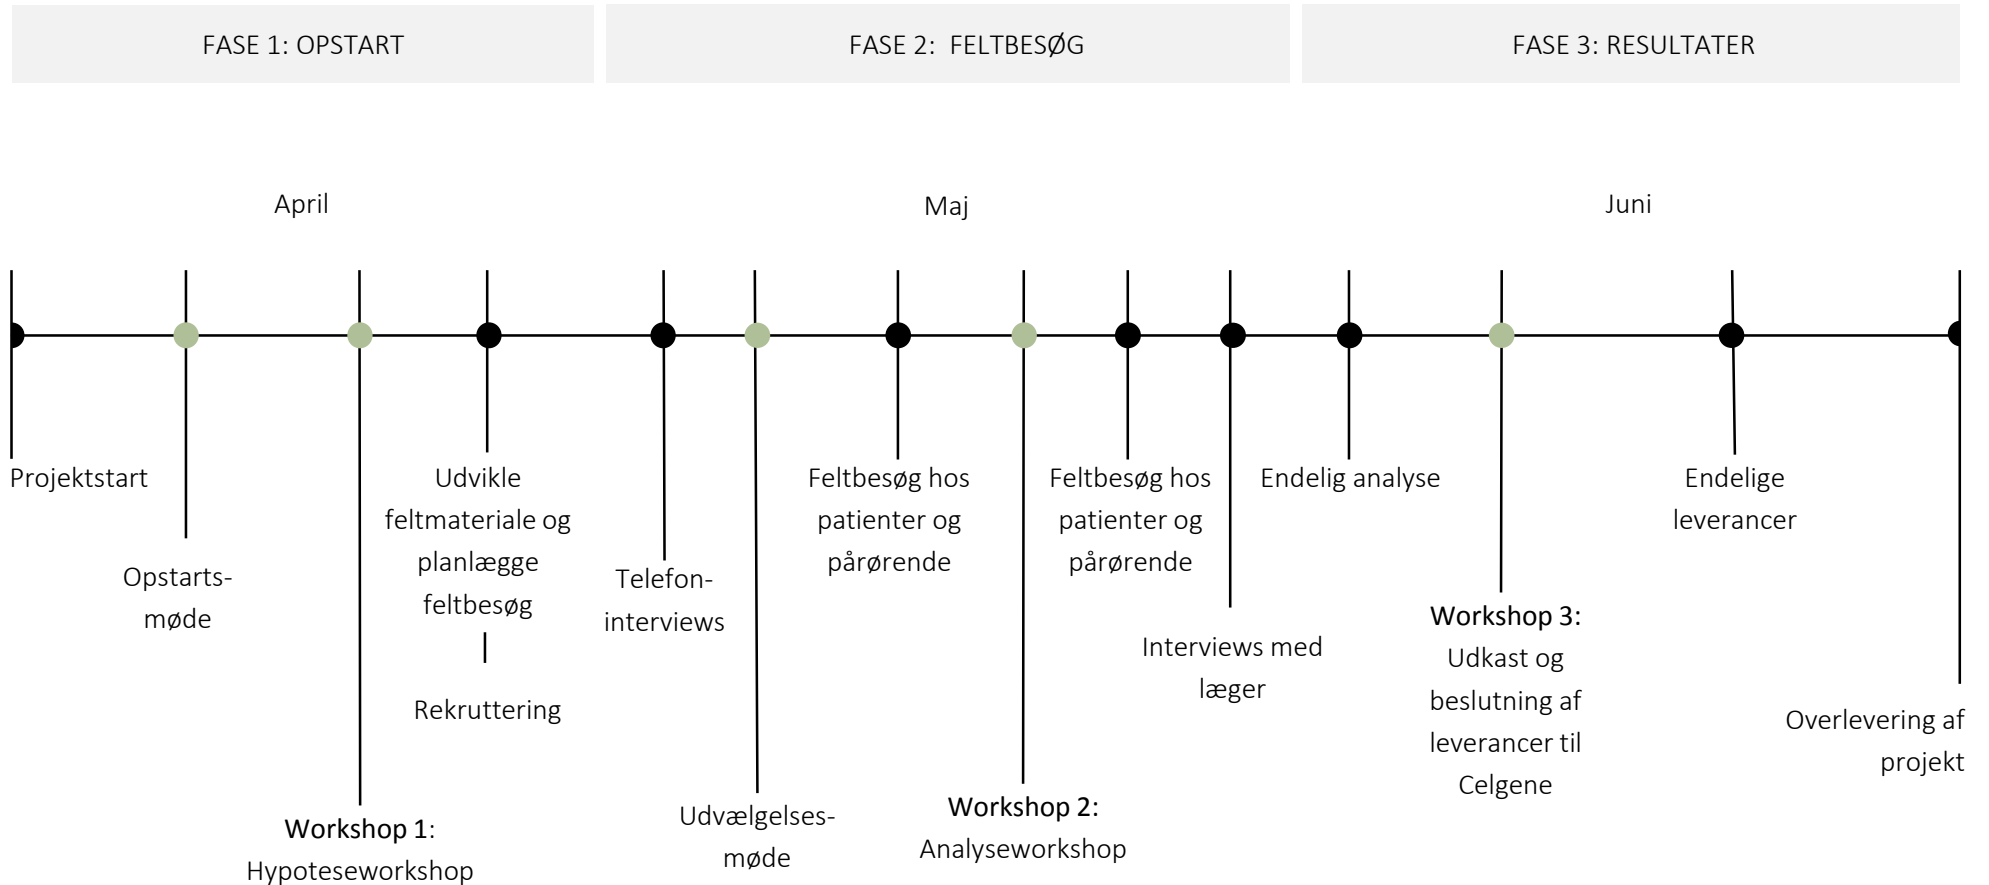 FASE 1: OPSTART
FASE 2: FELTBESØG
FASE 3: RESULTATER
April
Maj
Juni
Projektstart
Opstarts-
møde
Workshop 1:
Hypoteseworkshop
Udvikle
feltmateriale og
planlægge
feltbesøg
Rekruttering
Telefon-
interviews
Udvælgelses-
møde
Feltbesøg hos
patienter og
pårørende
Workshop 2:
Analyseworkshop
Feltbesøg hos
patienter og
pårørende
Interviews med
læger
Endelig analyse
Workshop 3:
Udkast og
beslutning af
leverancer til
Celgene
Endelige
leverancer
Overlevering af
projekt